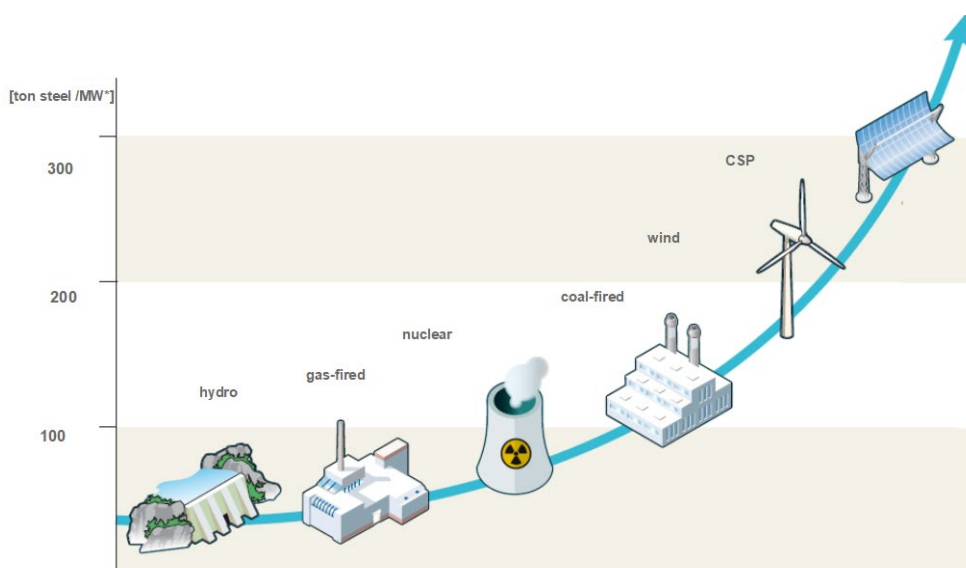 [ton steel /MW*]
300
CSP
wind
200
coal-fired
nuclear
gas-fired
hydro
100